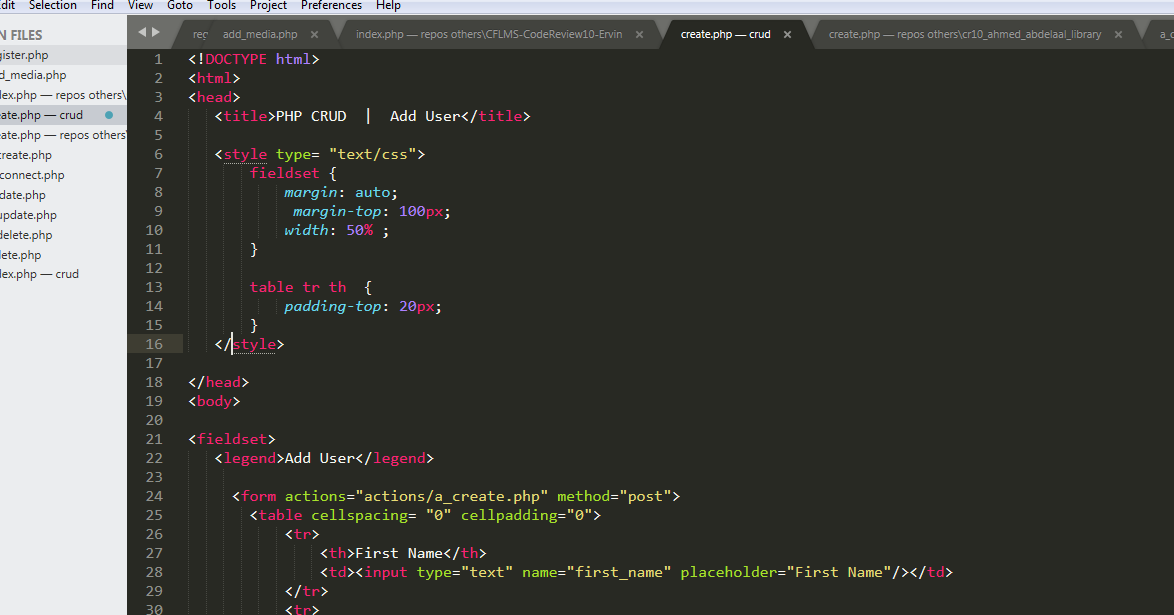 dit Selection Find View Goto Tools Project Preferences Help
N FILES
gister.php
d_media.php
dex.php — repos others\
eate.php — crud
eate.php — repos others\
create.php
connect.php
date.php
update.php
delete.php
lete.php
dex.php — crud
reg add_media.php × index.php — repos others\CFLMS-CodeReview10-Ervin × create.php — crud × create.php — repos others\cr10_ahmed_abdelaal_library × a_c
1 <!DOCTYPE html>
2 <html>
3 <head>
4 <title>PHP CRUD | Add User</title>
5
6 <style type= "text/css">
7 fieldset {
8 margin: auto;
9 margin-top: 100px;
10 width: 50% ;
11 }
12
13 table tr th {
14 padding-top: 20px;
15 }
16 </style>
17
18 </head>
19 <body>
20
21 <fieldset>
22 <legend>Add User</legend>
23
24 <form actions="actions/a_create.php" method="post">
25 <table cellspacing= "0" cellpadding="0">
26 <tr>
27 <th>First Name</th>
28 <td><input type="text" name="first_name" placeholder="First Name"/></td>
29 </tr>
30 <tr>